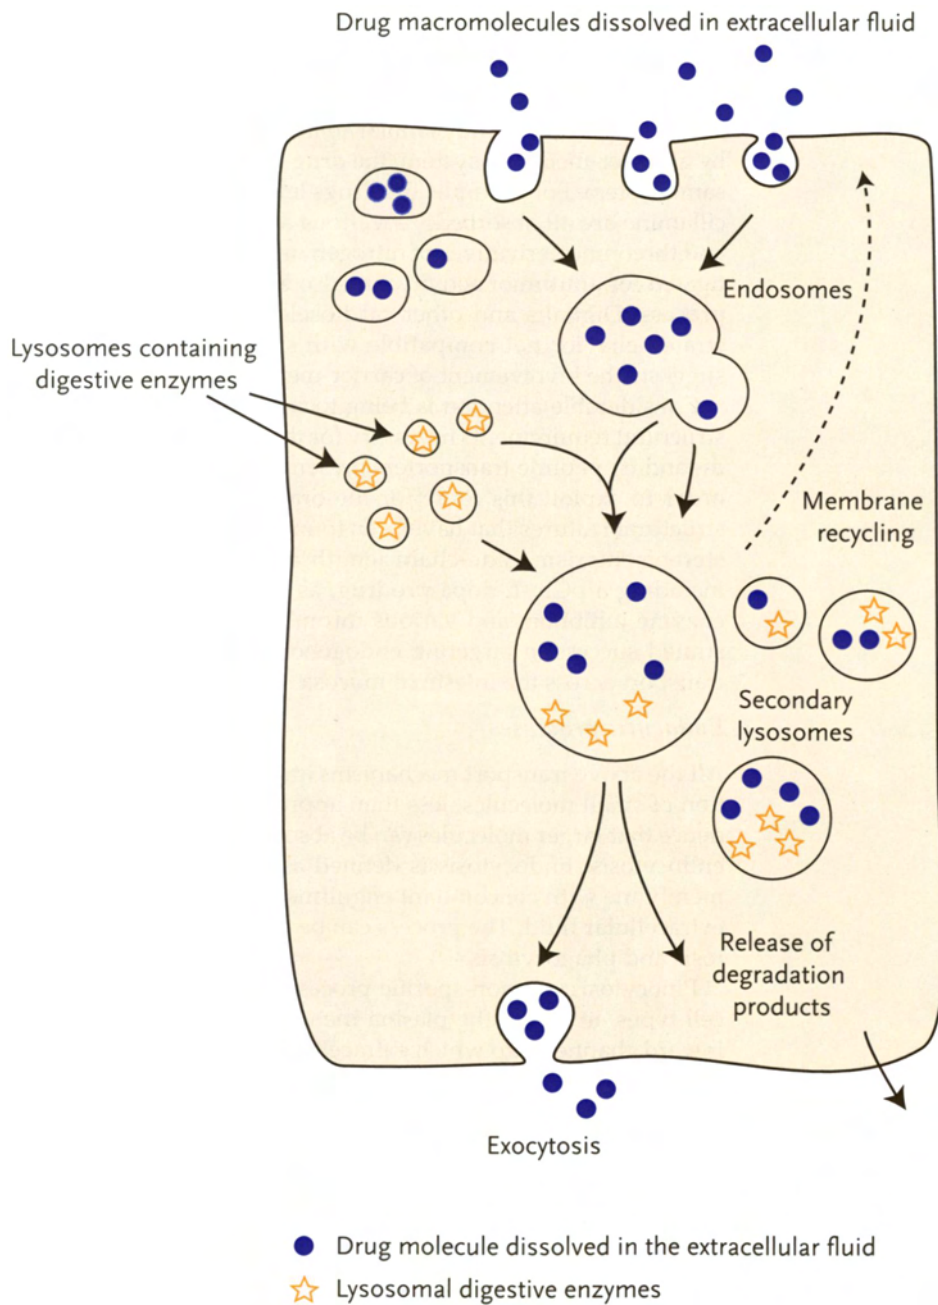 Drug macromolecules dissolved in extracellular fluid
Endosomes
Lysosomes containing
digestive enzymes
Membrane
recycling
Secondary
lysosomes
Release of
degradation
products
Exocytosis
Drug molecule dissolved in the extracellular fluid
Lysosomal digestive enzymes